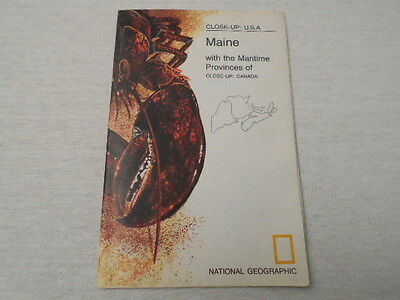 CLOSE-UP: U.S.A.
Maine
with the Maritime
Provinces of
CLOSE-UP: CANADA
NATIONAL GEOGRAPHIC